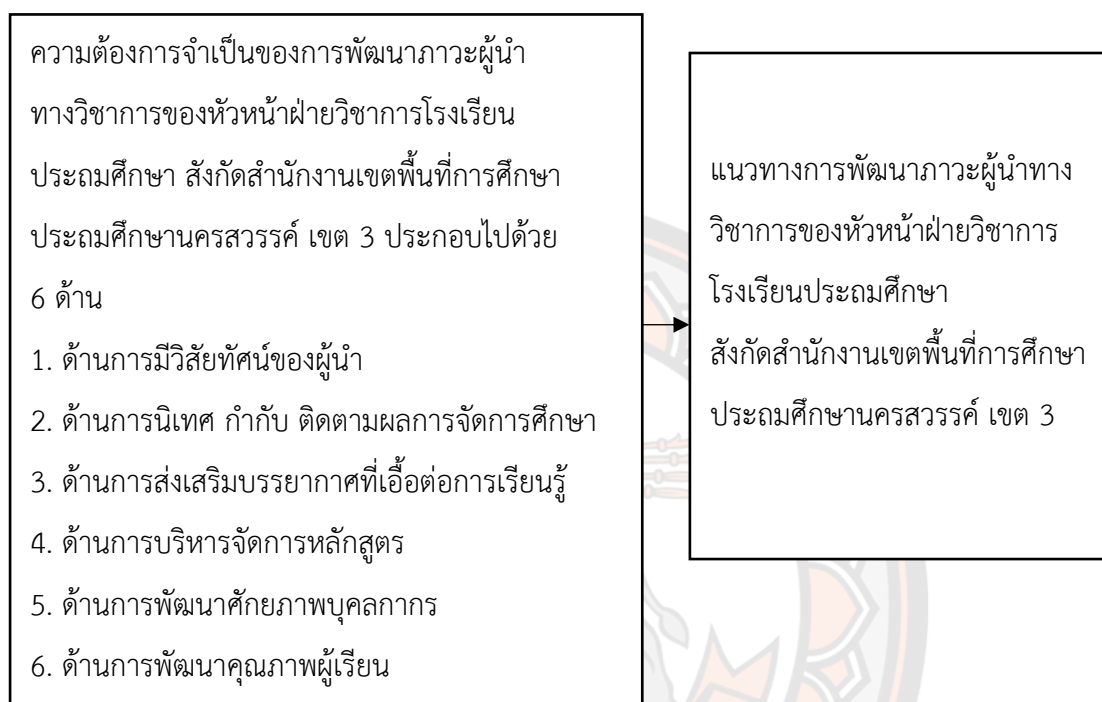 ความต้องการจำเป็นของการพัฒนาภาวะผู้นำ
ทางวิชาการของหัวหน้าฝ่ายวิชาการโรงเรียน
ประถมศึกษา สังกัดสำนักงานเขตพื้นที่การศึกษา
ประถมศึกษานครสวรรค์ เขต 3 ประกอบไปด้วย
6 ด้าน
1. ด้านการมีวิสัยทัศน์ของผู้นำ
2. ด้านการนิเทศ กำกับ ติดตามผลการจัดการศึกษา
3. ด้านการส่งเสริมบรรยากาศที่เอื้อต่อการเรียนรู้
4. ด้านการบริหารจัดการหลักสูตร
5. ด้านการพัฒนาศักยภาพบุคลกากร
6. ด้านการพัฒนาคุณภาพผู้เรียน
แนวทางการพัฒนาภาวะผู้นำทาง
วิชาการของหัวหน้าฝ่ายวิชาการ
โรงเรียนประถมศึกษา
สังกัดสำนักงานเขตพื้นที่การศึกษา
ประถมศึกษานครสวรรค์ เขต 3